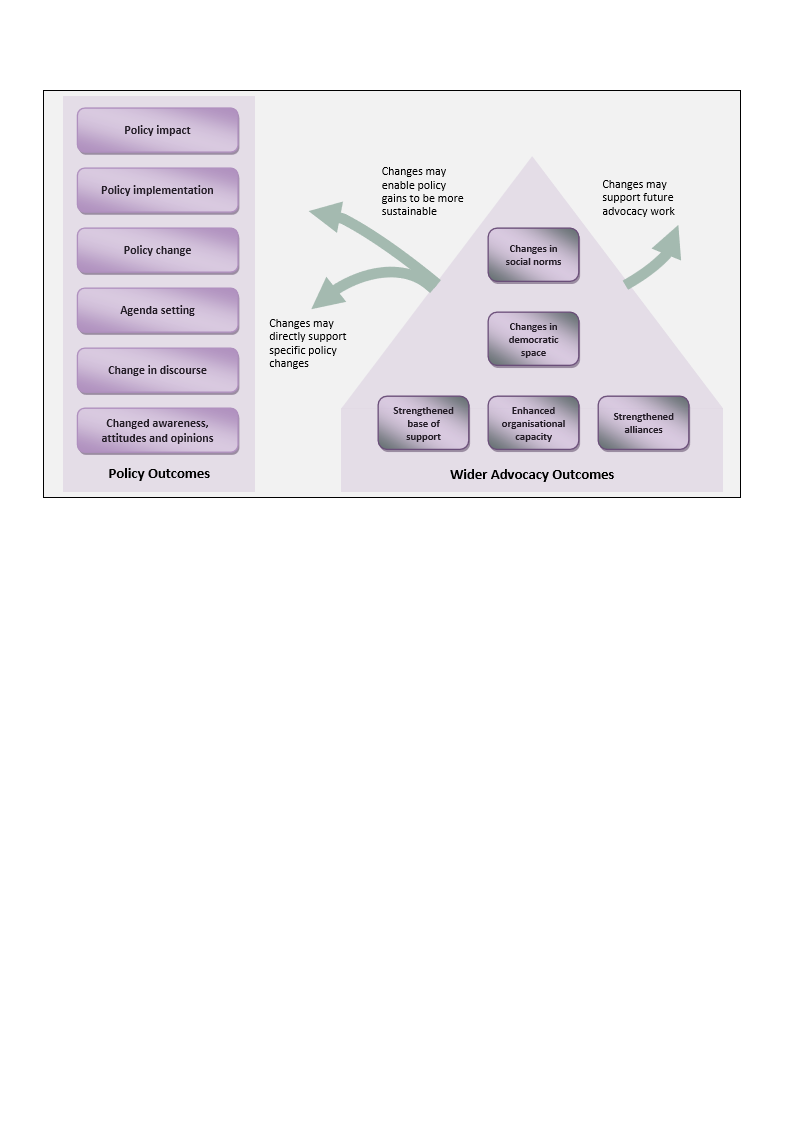 Policy impact
Policy implementation
Policy change
Agenda setting
Change in discourse
Changed awareness,
attitudes and opinions
Policy Outcomes
Changes may
enable policy
gains to be more
sustainable
Changes may
directly support
specific policy
changes
Changes may
support future
advocacy work
Changes in
social norms
Changes in
democratic
space
Strengthened
base of
support
Enhanced
organisational
capacity
Strengthened
alliances
Wider Advocacy Outcomes